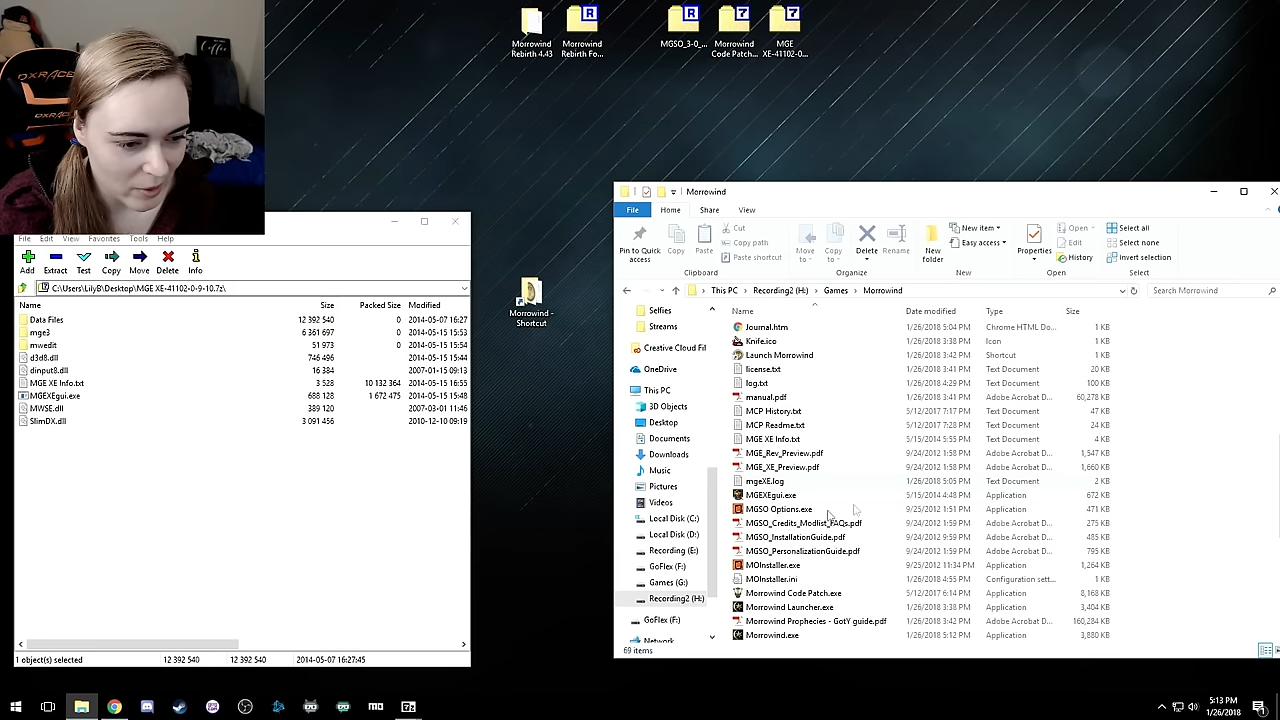 Morrowind Rebirth 4.43
Morrowind Rebirth Fo...
MGSO_3-0_...
Morrowind Code Patch...
MGE XE-41102-0...
Coffee
DXRACER
File Edit View Favorites Tools Help
Add Extract Test Copy Move Delete Info
C:\Users\LilyB\Desktop\MGE XE-41102-0-9-10.7z\
Name Size Packed Size Modified
Data Files 12 392 540 0 2014-05-07 16:27
mge3 6 361 697 0 2014-05-15 15:53
mwedit 51 973 0 2014-05-15 15:54
d3d8.dll 746 496 2014-05-15 15:44
dinput8.dll 16 384 2007-01-15 09:13
MGE XE Info.txt 3 528 10 132 364 2014-05-15 16:55
MGEXEgui.exe 688 128 1 672 475 2014-05-15 15:48
MWSE.dll 389 120 2007-03-01 11:46
SlimDX.dll 3 091 456 2010-12-10 09:19
1 object(s) selected 12 392 540 12 392 540 2014-05-07 16:27:45
Morrowind - Shortcut
Morrowind
File Home Share View
Pin to Quick access
Copy
Paste
Cut
Copy path
Paste shortcut
Clipboard
Move to
Copy to
Delete
Rename
Organize
New folder
New item
Easy access
New
Properties
Open
Edit
History
Open
Select all
Select none
Invert selection
Select
This PC Recording2 (H:) Games Morrowind
Search Morrowind
Selfies
Streams
Creative Cloud Fil
OneDrive
This PC
3D Objects
Desktop
Documents
Downloads
Music
Pictures
Videos
Local Disk (C:)
Local Disk (D:)
Recording (E:)
GoFlex (F:)
Games (G:)
Recording2 (H:)
GoFlex (F:)
Network
Name Date modified Type Size
Journal.htm 1/26/2018 5:04 PM Chrome HTML Do... 1 KB
Knife.ico 1/26/2018 3:38 PM Icon 1 KB
Launch Morrowind 1/26/2018 3:42 PM Shortcut 1 KB
license.txt 1/26/2018 3:41 PM Text Document 20 KB
log.txt 1/26/2018 4:29 PM Text Document 100 KB
manual.pdf 1/26/2018 3:41 PM Adobe Acrobat D... 60,278 KB
MCP History.txt 5/12/2017 7:17 PM Text Document 47 KB
MCP Readme.txt 5/12/2017 7:28 PM Text Document 24 KB
MGE XE Info.txt 5/15/2014 5:55 PM Text Document 4 KB
MGE_Rev_Preview.pdf 9/24/2012 1:58 PM Adobe Acrobat D... 1,547 KB
MGE_XE_Preview.pdf 9/24/2012 1:58 PM Adobe Acrobat D... 1,660 KB
mgeXE.log 1/26/2018 5:05 PM Text Document 2 KB
MGEXEgui.exe 5/15/2014 4:48 PM Application 672 KB
MGSO Options.exe 9/25/2012 1:51 PM Application 471 KB
MGSO_Credits_Modlist_FAQs.pdf 9/24/2012 1:59 PM Adobe Acrobat D... 275 KB
MGSO_InstallationGuide.pdf 9/24/2012 9:59 PM Adobe Acrobat D... 485 KB
MGSO_PersonalizationGuide.pdf 9/24/2012 1:59 PM Adobe Acrobat D... 795 KB
MOInstaller.exe 9/25/2012 11:34 PM Application 1,264 KB
MOInstaller.ini 1/26/2018 4:55 PM Configuration sett... 1 KB
Morrowind Code Patch.exe 5/12/2017 6:14 PM Application 8,168 KB
Morrowind Launcher.exe 1/26/2018 3:38 PM Application 3,404 KB
Morrowind Prophecies - GotY guide.pdf 1/26/2018 3:42 PM Adobe Acrobat D... 160,284 KB
Morrowind.exe 1/26/2018 5:12 PM Application 3,880 KB
69 items
5:13 PM
1/26/2018